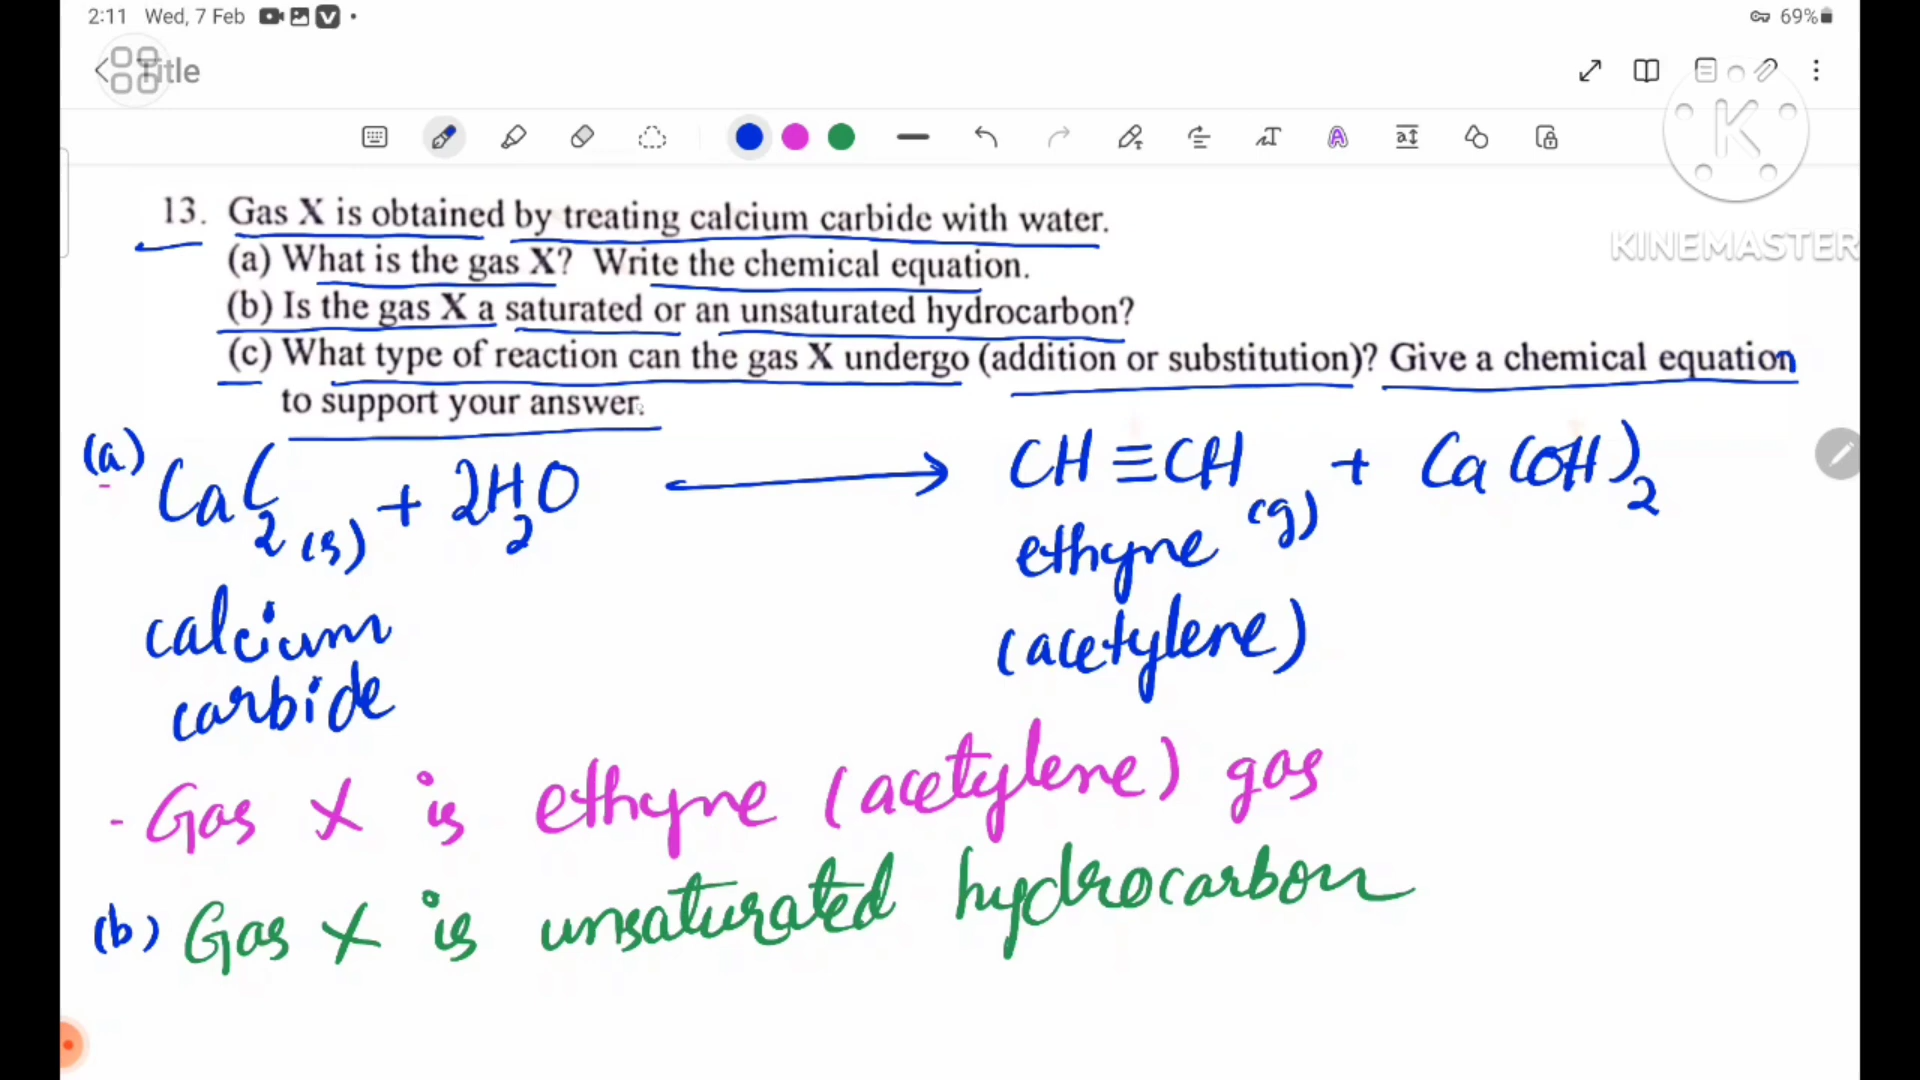 2:11 Wed, 7 Feb
69%
Title
KINEMASTER
13. Gas X is obtained by treating calcium carbide with water.
(a) What is the gas X? Write the chemical equation.
(b) Is the gas X a saturated or an unsaturated hydrocarbon?
(c) What type of reaction can the gas X undergo (addition or substitution)? Give a chemical equation
to support your answer.
(a) CaC₂(s) + 2H₂O ⟶ CH≡CH(g) + Ca(OH)₂
calcium carbide
ethyne
(acetylene)
- Gas X is ethyne (acetylene) gas
(b) Gas X is unsaturated hydrocarbon